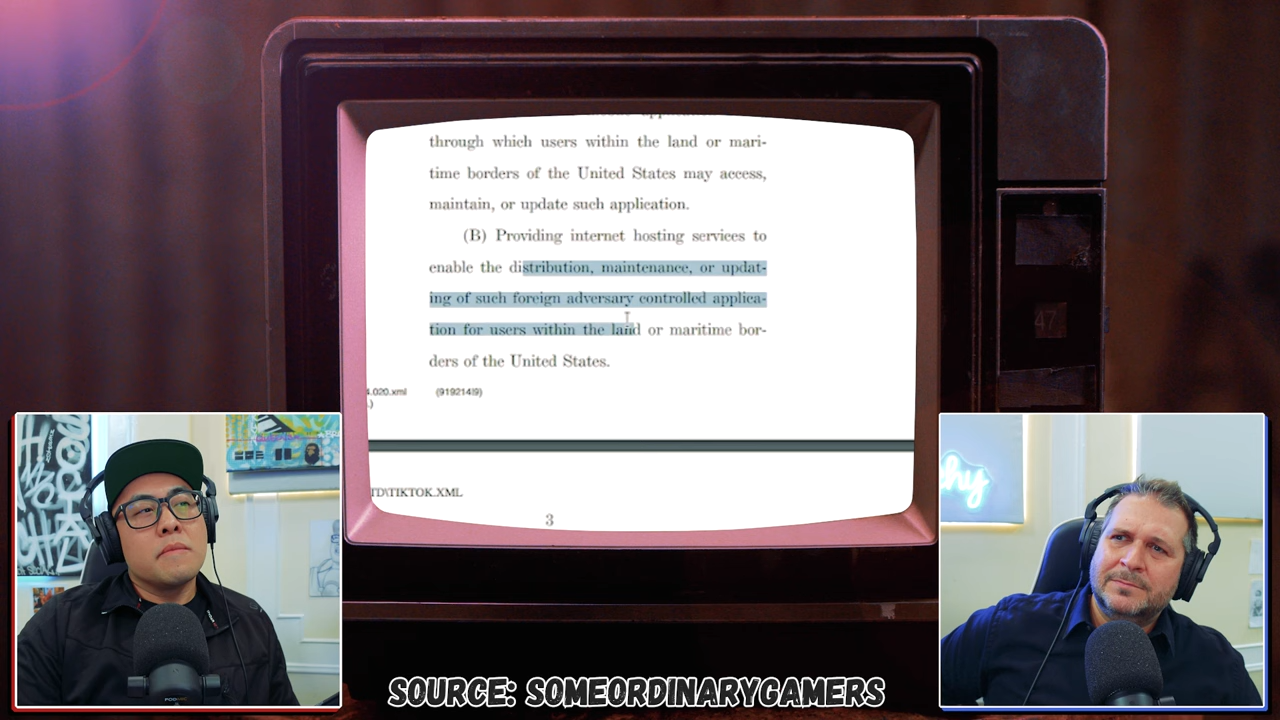 through which users within the land or mari-
time borders of the United States may access,
maintain, or update such application.
(B) Providing internet hosting services to
enable the distribution, maintenance, or updat-
ing of such foreign adversary controlled applica-
tion for users within the land or maritime bor-
ders of the United States.
.020.xml (919214|9)
.)
TD\TIKTOK.XML
3
47
hy
SOURCE: SOMEORDINARYGAMERS